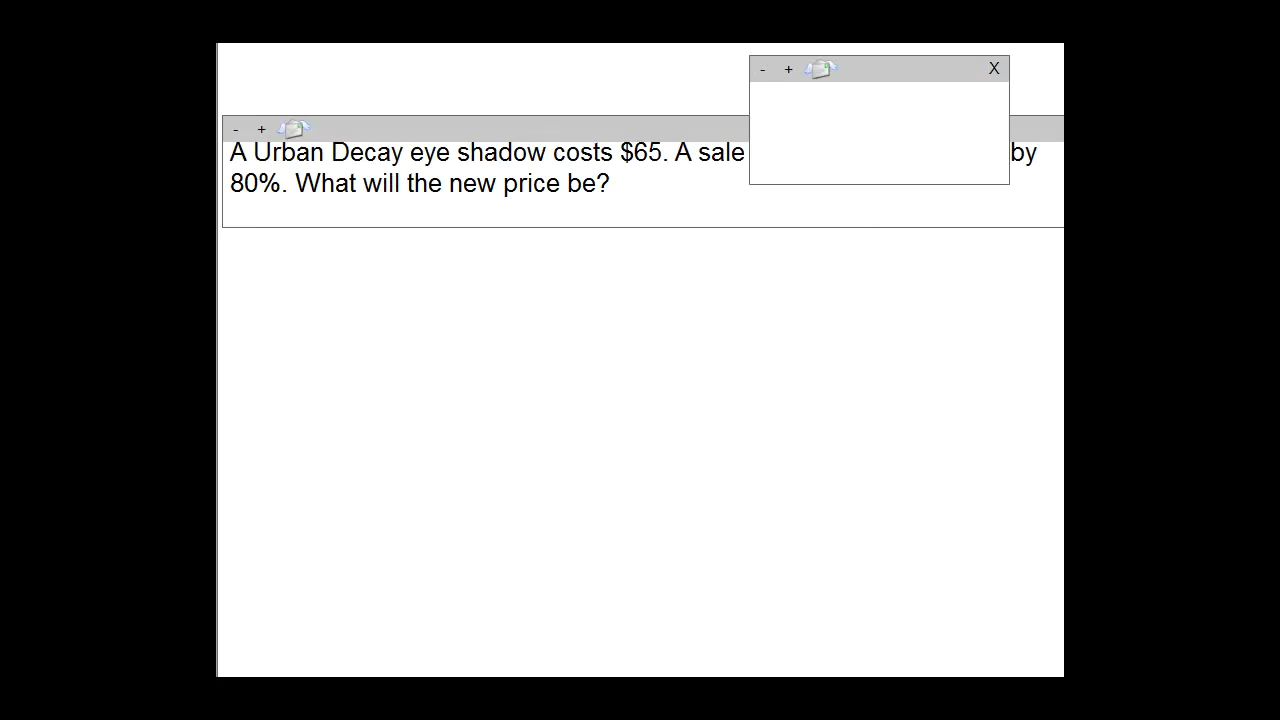 - + X
- +
A Urban Decay eye shadow costs $65. A sale by
80%. What will the new price be?